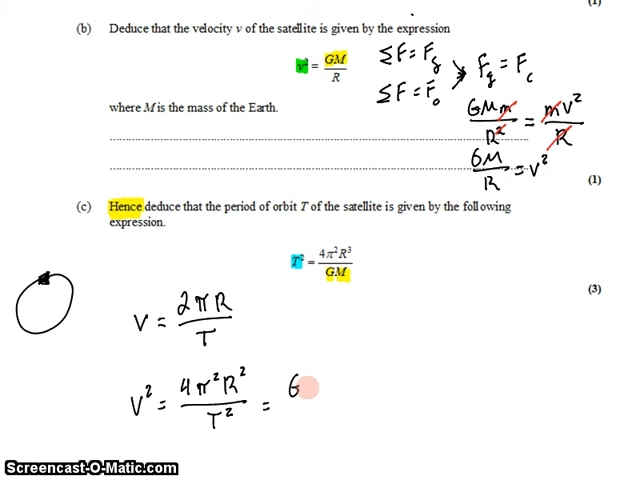 (1)
(b) Deduce that the velocity v of the satellite is given by the expression
v² = GM/R
ΣF = Fg
ΣF = Fc
Fg = Fc
where M is the mass of the Earth.
GMm/R² = mv²/R
GM/R = v²
(1)
(c) Hence deduce that the period of orbit T of the satellite is given by the following
expression.
T² = 4π²R³/GM
(3)
V = 2πR/T
V² = 4π²R²/T² = G
Screencast-O-Matic.com